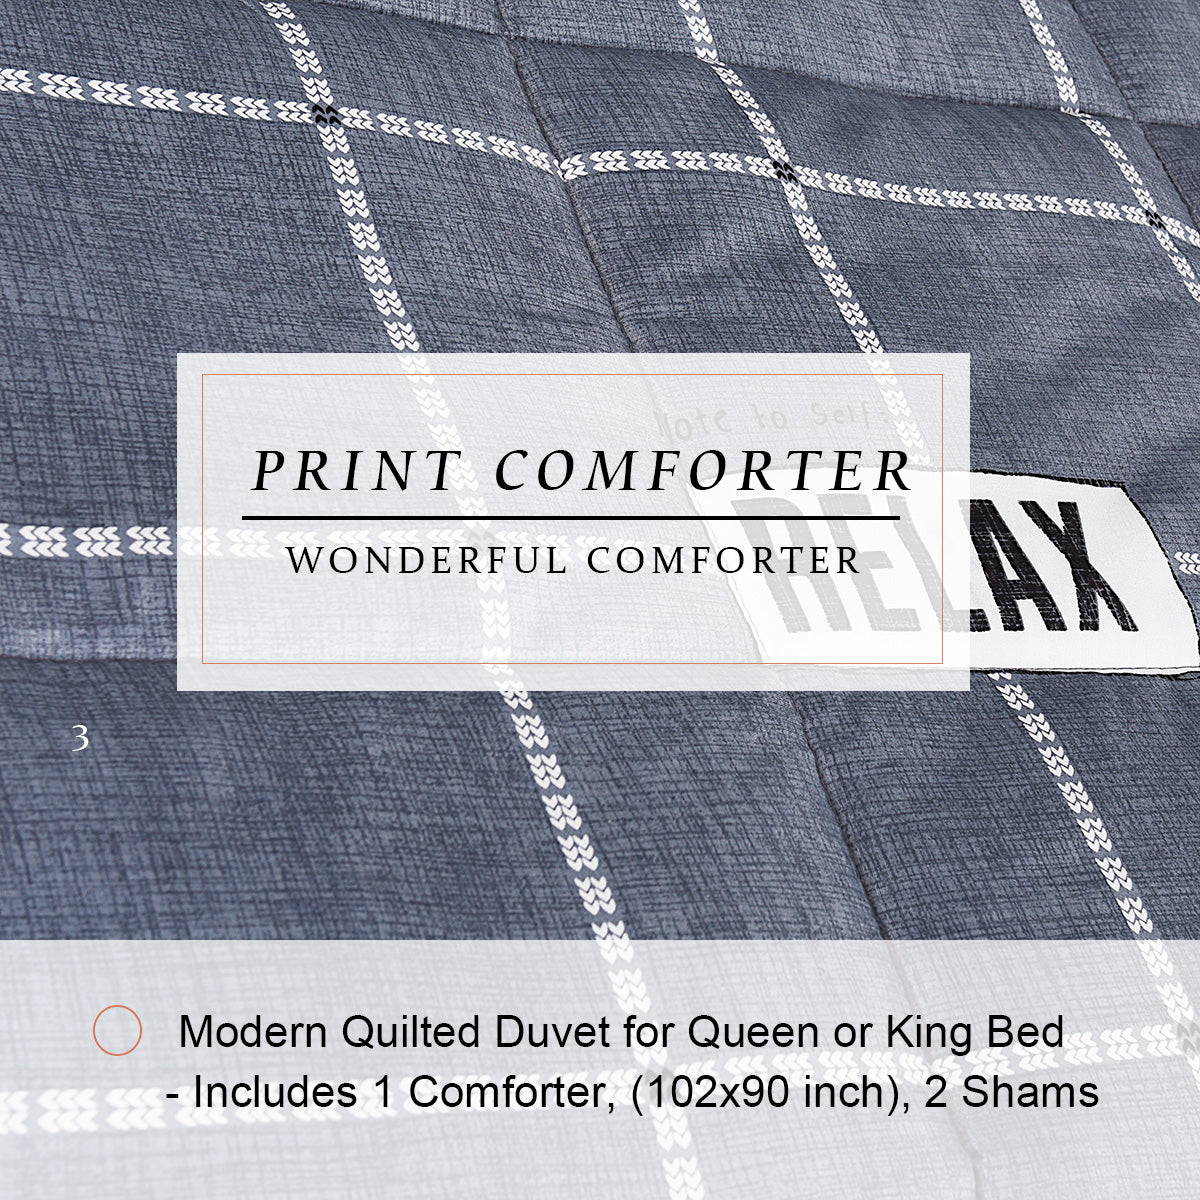 Note to Self:
PRINT COMFORTER
RELAX
WONDERFUL COMFORTER
3
Modern Quilted Duvet for Queen or King Bed
- Includes 1 Comforter, (102x90 inch), 2 Shams